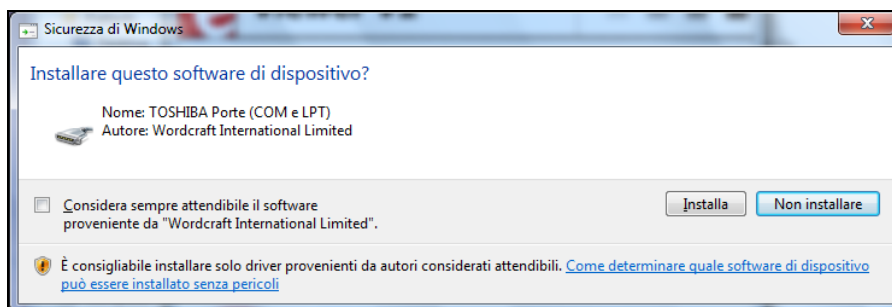 Sicurezza di Windows
Installare questo software di dispositivo?
Nome: TOSHIBA Porte (COM e LPT)
Autore: Wordcraft International Limited
Considera sempre attendibile il software
proveniente da "Wordcraft International Limited".
Installa
Non installare
È consigliabile installare solo driver provenienti da autori considerati attendibili. Come determinare quale software di dispositivo
può essere installato senza pericoli